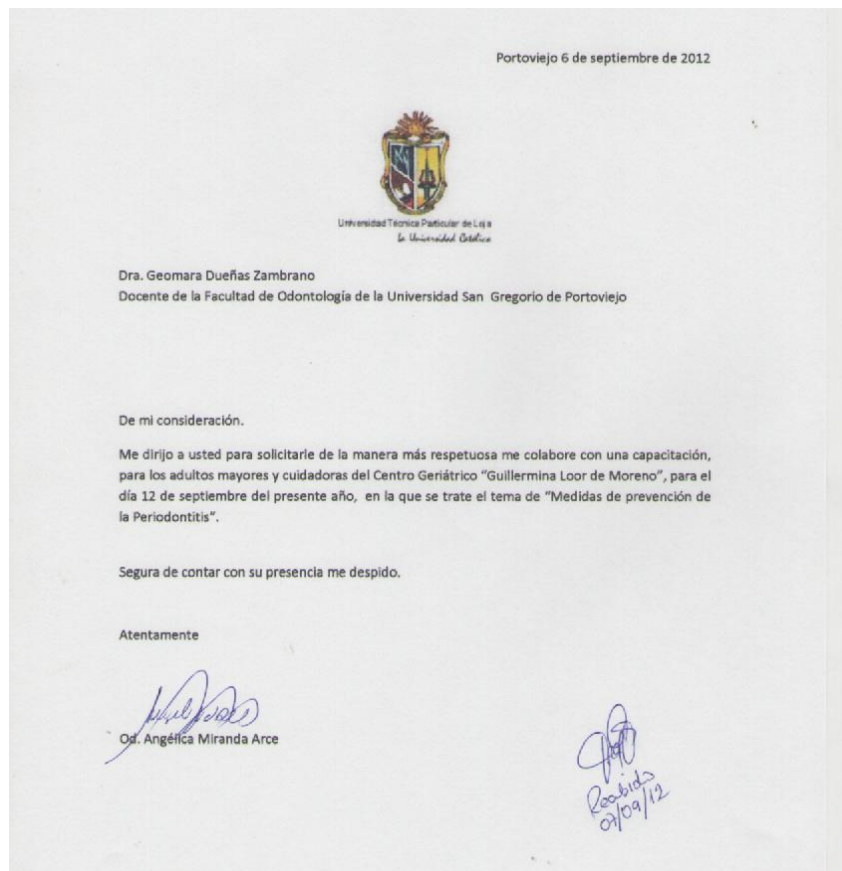 Portoviejo 6 de septiembre de 2012
Universidad Técnica Particular de Loja
La Universidad Católica
Dra. Geomara Dueñas Zambrano
Docente de la Facultad de Odontología de la Universidad San Gregorio de Portoviejo
De mi consideración.
Me dirijo a usted para solicitarle de la manera más respetuosa me colabore con una capacitación,
para los adultos mayores y cuidadoras del Centro Geriátrico “Guillermina Loor de Moreno”, para el
día 12 de septiembre del presente año, en la que se trate el tema de “Medidas de prevención de
la Periodontitis”.
Segura de contar con su presencia me despido.
Atentamente
Od. Angélica Miranda Arce
Recibido
07/09/12